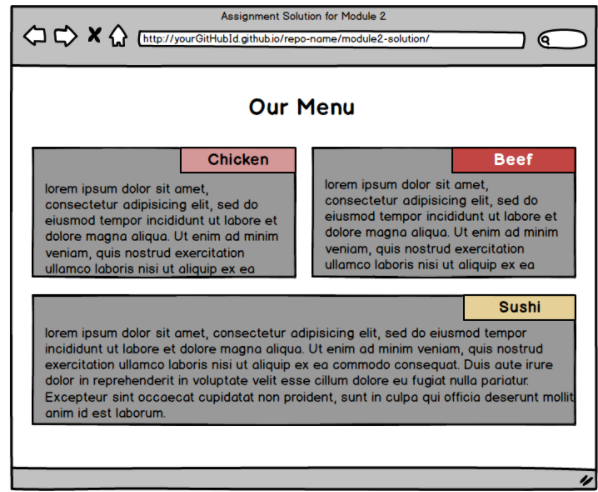 Assignment Solution for Module 2
http://yourGitHubId.github.io/repo-name/module2-solution/
Our Menu
Chicken
lorem ipsum dolor sit amet,
consectetur adipisicing elit, sed do
eiusmod tempor incididunt ut labore et
dolore magna aliqua. Ut enim ad minim
veniam, quis nostrud exercitation
ullamco laboris nisi ut aliquip ex ea
Beef
lorem ipsum dolor sit amet,
consectetur adipisicing elit, sed do
eiusmod tempor incididunt ut labore et
dolore magna aliqua. Ut enim ad minim
veniam, quis nostrud exercitation
ullamco laboris nisi ut aliquip ex ea
Sushi
lorem ipsum dolor sit amet, consectetur adipisicing elit, sed do eiusmod tempor
incididunt ut labore et dolore magna aliqua. Ut enim ad minim veniam, quis nostrud
exercitation ullamco laboris nisi ut aliquip ex ea commodo consequat. Duis aute irure
dolor in reprehenderit in voluptate velit esse cillum dolore eu fugiat nulla pariatur.
Excepteur sint occaecat cupidatat non proident, sunt in culpa qui officia deserunt mollit
anim id est laborum.